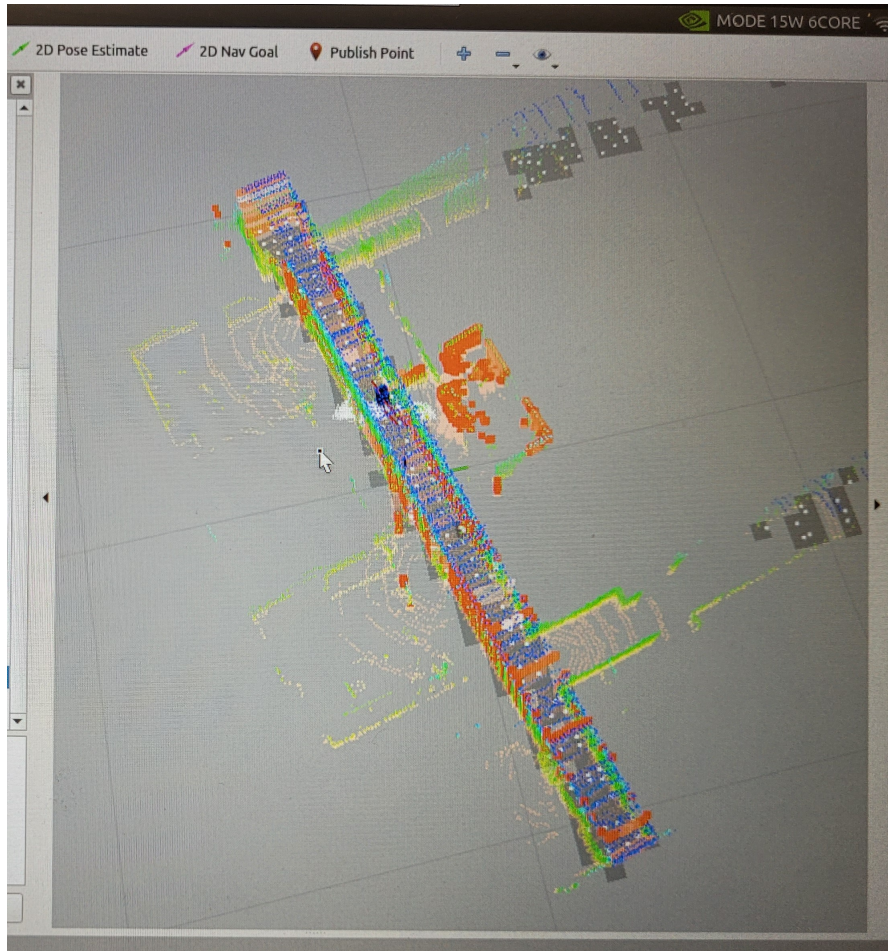 MODE 15W 6CORE
2D Pose Estimate
2D Nav Goal
Publish Point